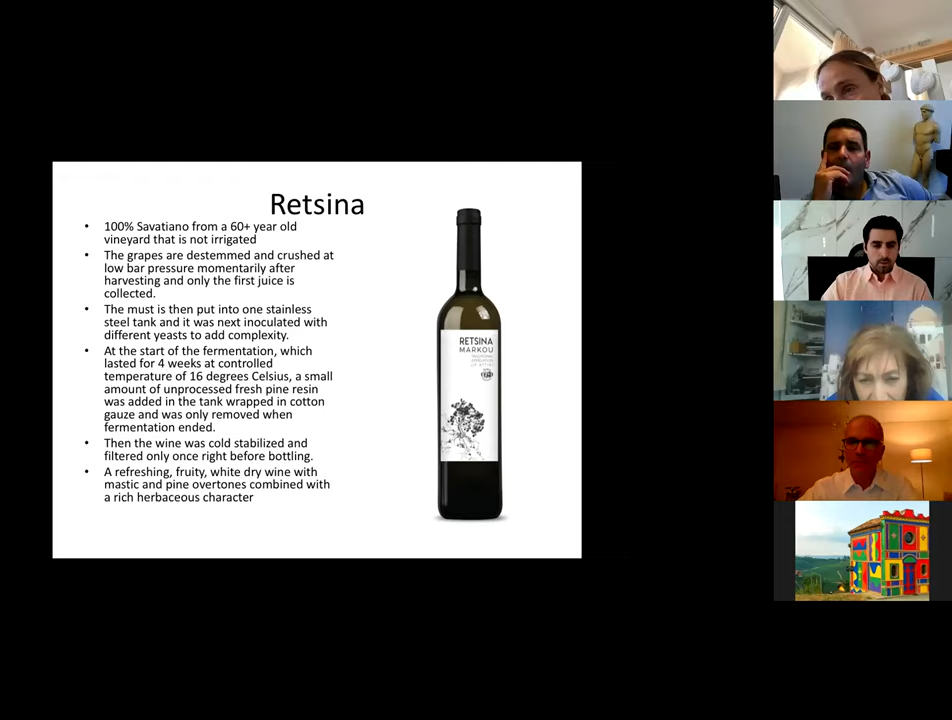 Retsina
• 100% Savatiano from a 60+ year old
vineyard that is not irrigated
• The grapes are destemmed and crushed at
low bar pressure momentarily after
harvesting and only the first juice is
collected.
• The must is then put into one stainless
steel tank and it was next inoculated with
different yeasts to add complexity.
• At the start of the fermentation, which
lasted for 4 weeks at controlled
temperature of 16 degrees Celsius, a small
amount of unprocessed fresh pine resin
was added in the tank wrapped in cotton
gauze and was only removed when
fermentation ended.
• Then the wine was cold stabilized and
filtered only once right before bottling.
• A refreshing, fruity, white dry wine with
mastic and pine overtones combined with
a rich herbaceous character
RETSINA
MARKOU
TRADITIONAL
APPELLATION